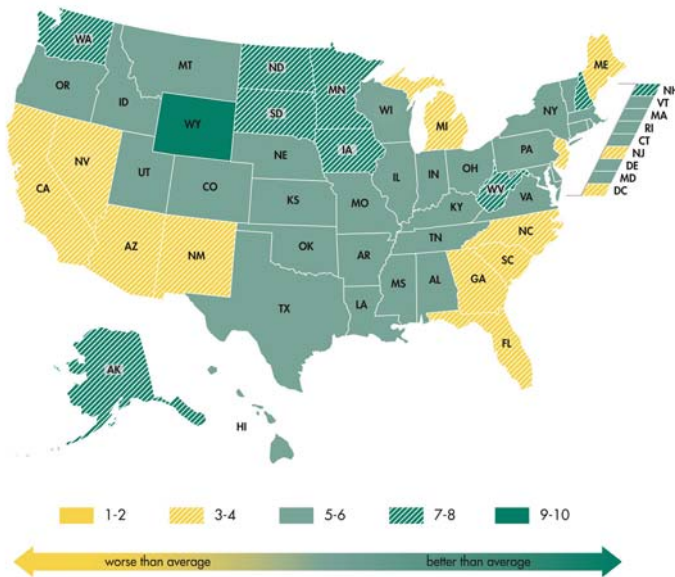 WA
ND
ME
MT
MN
OR
NH
ID
SD
WI
NY
VT
WY
MI
MA
RI
IA
CT
NE
PA
NJ
NV
IL
IN
OH
DE
UT
MD
CA
CO
WV
VA
DC
KS
MO
KY
NC
TN
OK
AZ
NM
AR
SC
MS
AL
GA
TX
LA
FL
AK
HI
1-2
3-4
5-6
7-8
9-10
worse than average
better than average